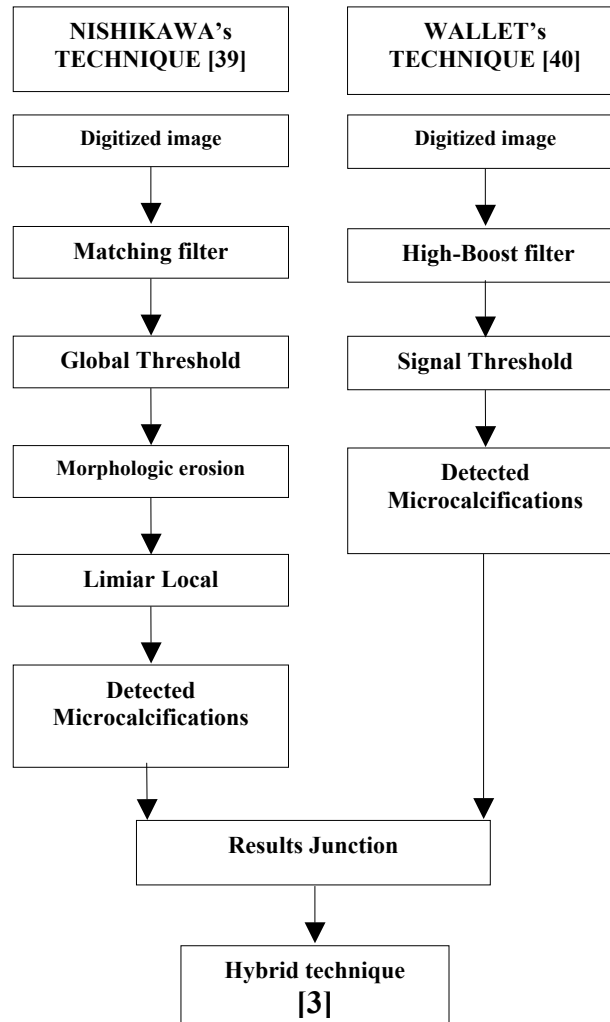 NISHIKAWA's
TECHNIQUE [39]
Digitized image
Matching filter
Global Threshold
Morphologic erosion
Limiar Local
Detected
Microcalcifications
WALLET's
TECHNIQUE [40]
Digitized image
High-Boost filter
Signal Threshold
Detected
Microcalcifications
Results Junction
Hybrid technique
[3]